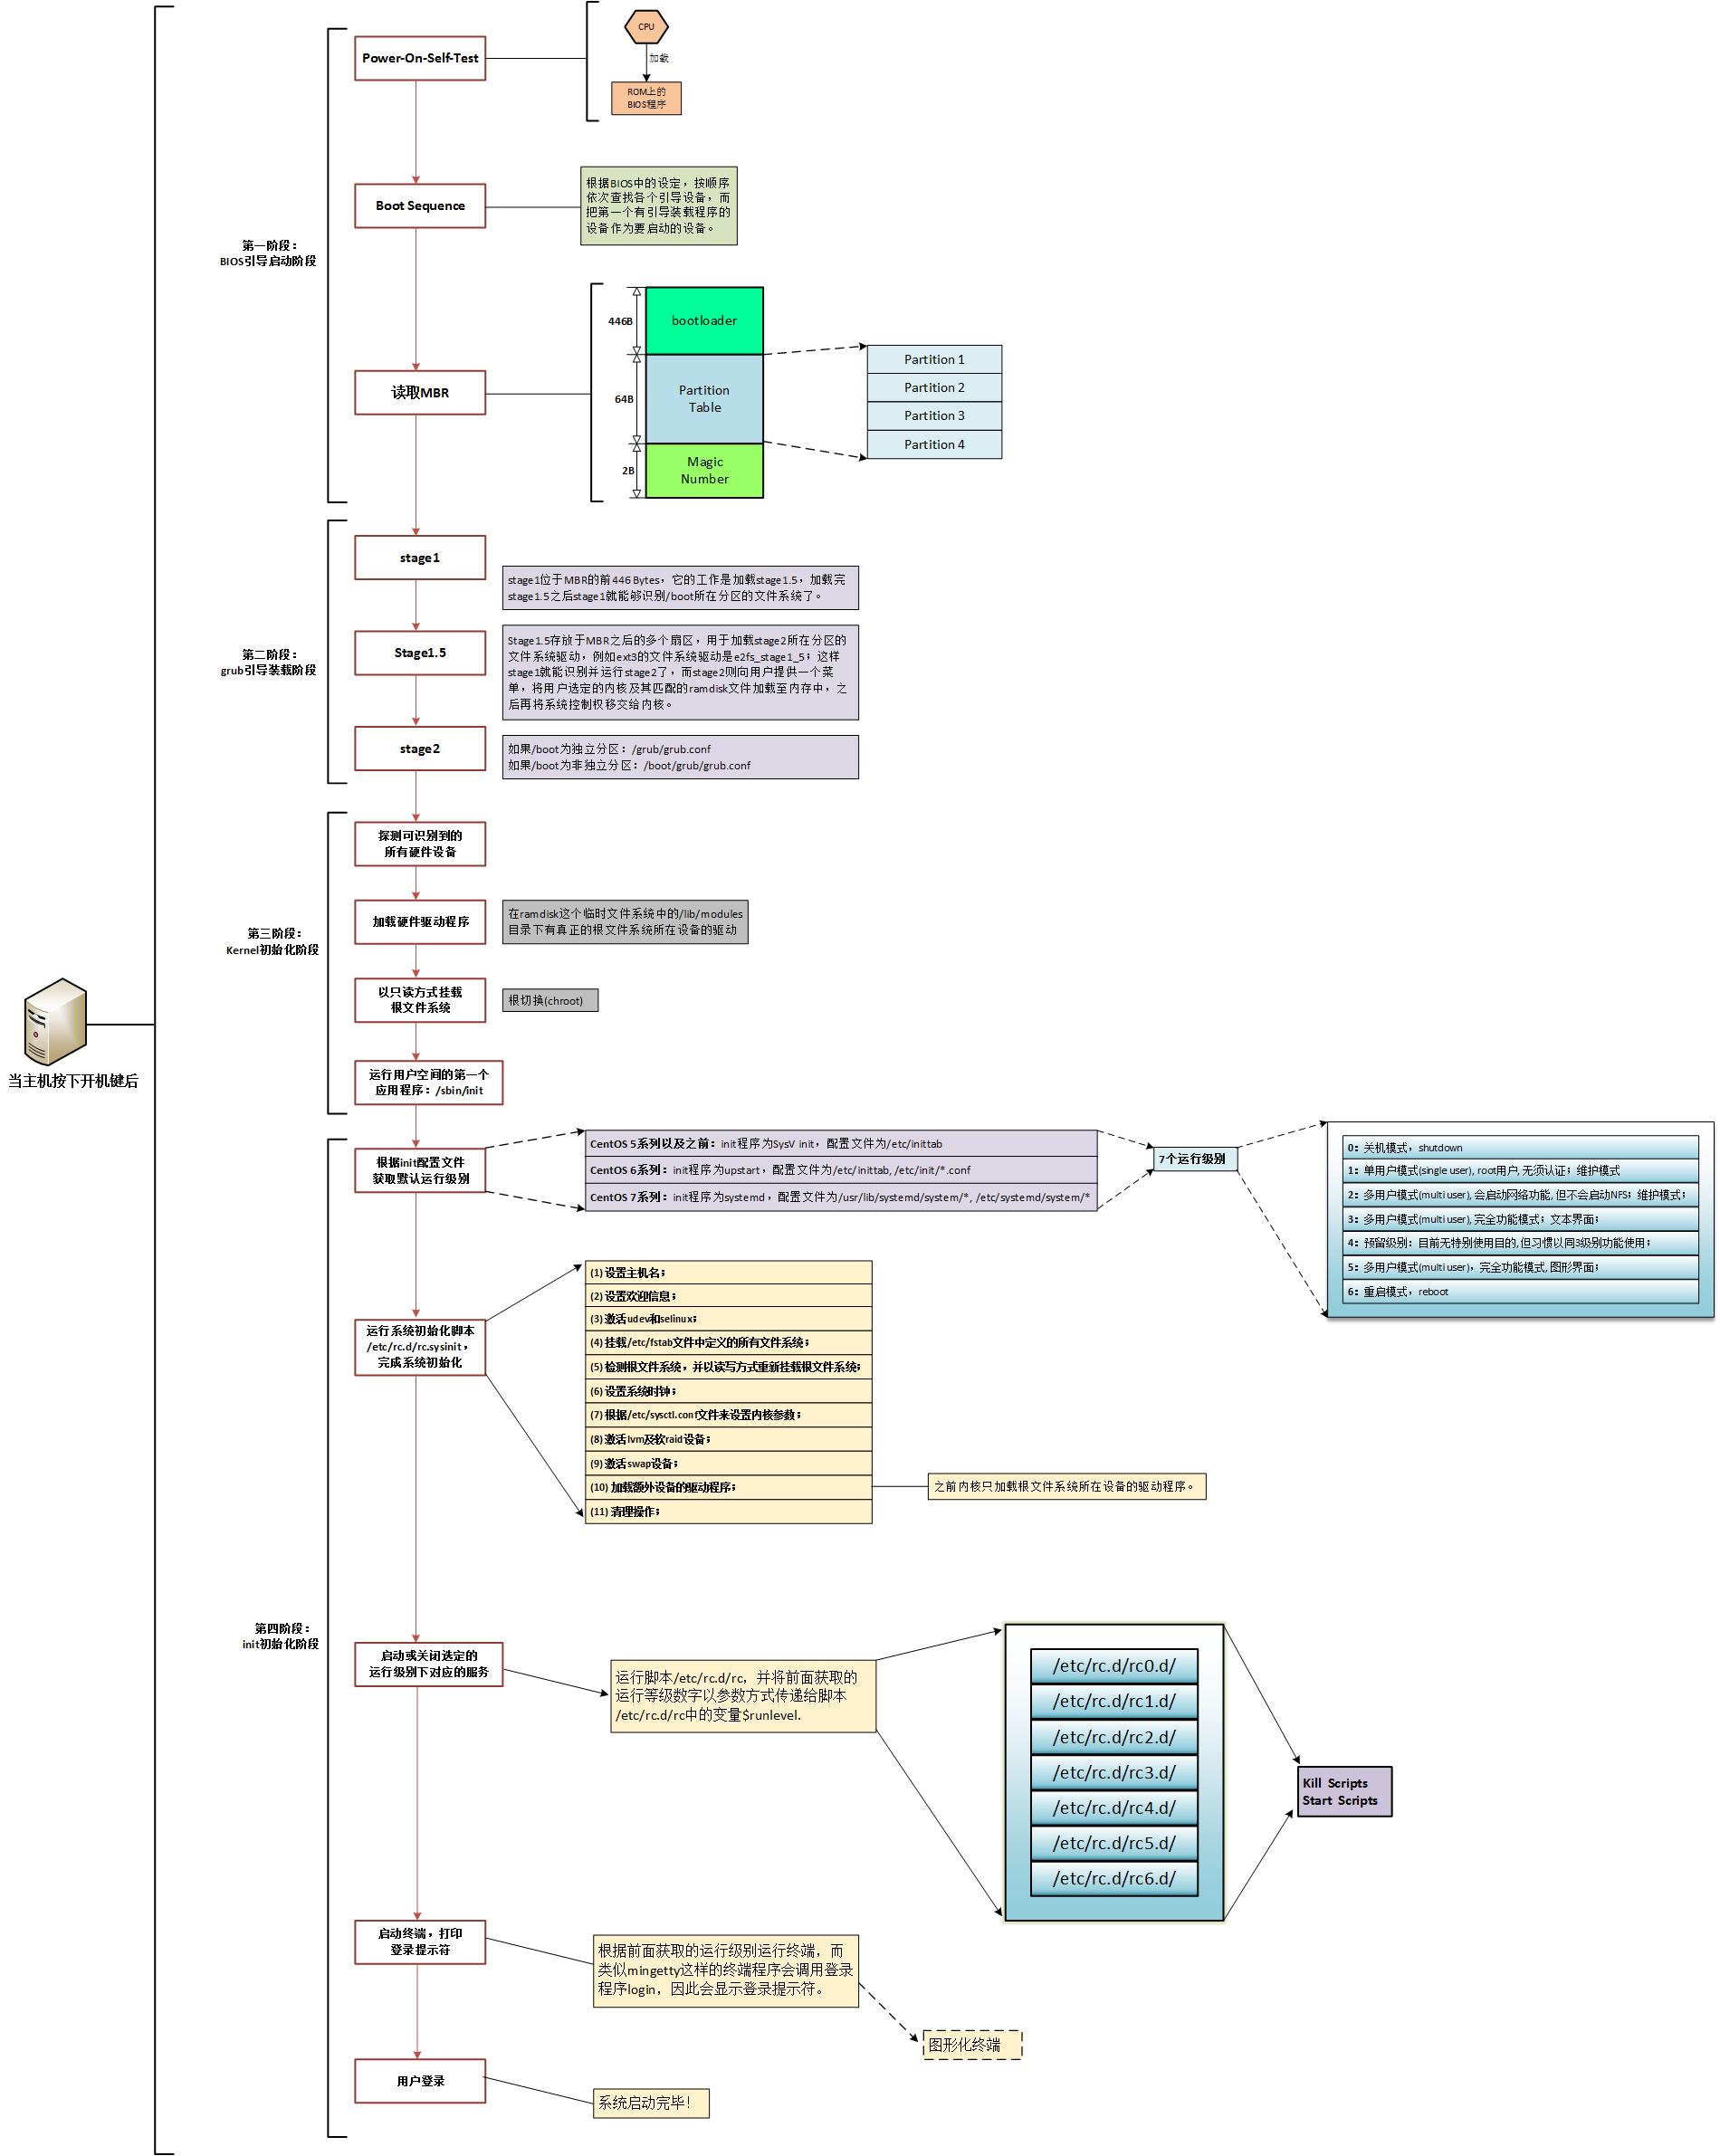 当主机按下开机键后
第一阶段：
BIOS引导启动阶段
Power-On-Self-Test
CPU
加载
ROM上的
BIOS程序
Boot Sequence
根据BIOS中的设定，按顺序
依次查找各个引导设备，而
把第一个有引导装载程序的
设备作为要启动的设备。
读取MBR
446B
bootloader
64B
Partition
Table
2B
Magic
Number
Partition 1
Partition 2
Partition 3
Partition 4
第二阶段：
grub引导装载阶段
stage1
stage1位于MBR的前446 Bytes，它的工作是加载stage1.5，加载完
stage1.5之后stage1就能够识别/boot所在分区的文件系统了。
Stage1.5
Stage1.5存放于MBR之后的多个扇区，用于加载stage2所在分区的
文件系统驱动，例如ext3的文件系统驱动是e2fs_stage1_5；这样
stage1就能识别并运行stage2了，而stage2则向用户提供一个菜
单，将用户选定的内核及其匹配的ramdisk文件加载至内存中，之
后再将系统控制权移交给内核。
stage2
如果/boot为独立分区：/grub/grub.conf
如果/boot为非独立分区：/boot/grub/grub.conf
第三阶段：
Kernel初始化阶段
探测可识别到的
所有硬件设备
加载硬件驱动程序
在ramdisk这个临时文件系统中的/lib/modules
目录下有真正的根文件系统所在设备的驱动
以只读方式挂载
根文件系统
根切换(chroot)
运行用户空间的第一个
应用程序：/sbin/init
第四阶段：
init初始化阶段
根据init配置文件
获取默认运行级别
CentOS 5系列以及之前：init程序为SysV init，配置文件为/etc/inittab
CentOS 6系列：init程序为upstart，配置文件为/etc/inittab, /etc/init/*.conf
CentOS 7系列：init程序为systemd，配置文件为/usr/lib/systemd/system/*, /etc/systemd/system/*
7个运行级别
0：关机模式，shutdown
1：单用户模式(single user), root用户, 无须认证；维护模式
2：多用户模式(multi user), 会启动网络功能, 但不会启动NFS；维护模式；
3：多用户模式(multi user), 完全功能模式；文本界面；
4：预留级别：目前无特别使用目的, 但习惯以同3级别功能使用；
5：多用户模式(multi user)，完全功能模式, 图形界面；
6：重启模式，reboot
运行系统初始化脚本
/etc/rc.d/rc.sysinit，
完成系统初始化
(1) 设置主机名；
(2) 设置欢迎信息；
(3) 激活udev和selinux；
(4) 挂载/etc/fstab文件中定义的所有文件系统；
(5) 检测根文件系统，并以读写方式重新挂载根文件系统；
(6) 设置系统时钟；
(7) 根据/etc/sysctl.conf文件来设置内核参数；
(8) 激活lvm及软raid设备；
(9) 激活swap设备；
(10) 加载额外设备的驱动程序；
(11) 清理操作；
之前内核只加载根文件系统所在设备的驱动程序。
启动或关闭选定的
运行级别下对应的服务
运行脚本/etc/rc.d/rc，并将前面获取的
运行等级数字以参数方式传递给脚本
/etc/rc.d/rc中的变量$runlevel.
/etc/rc.d/rc0.d/
/etc/rc.d/rc1.d/
/etc/rc.d/rc2.d/
/etc/rc.d/rc3.d/
/etc/rc.d/rc4.d/
/etc/rc.d/rc5.d/
/etc/rc.d/rc6.d/
Kill Scripts
Start Scripts
启动终端，打印
登录提示符
根据前面获取的运行级别运行终端，而
类似mingetty这样的终端程序会调用登录
程序login，因此会显示登录提示符。
图形化终端
用户登录
系统启动完毕！